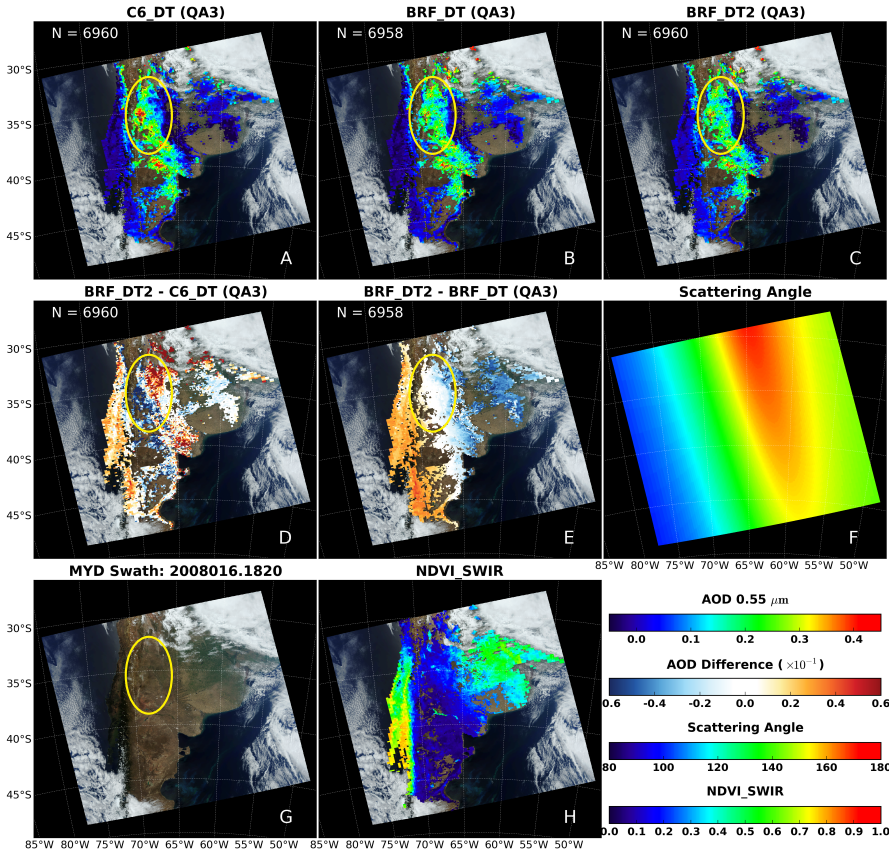 C6_DT (QA3) BRF_DT (QA3) BRF_DT2 (QA3)
N = 6960 N = 6958 N = 6960
30°S
35°S
40°S
45°S
A B C
BRF_DT2 - C6_DT (QA3) BRF_DT2 - BRF_DT (QA3) Scattering Angle
N = 6960 N = 6958
30°S
35°S
40°S
45°S
D E F
85°W 80°W 75°W 70°W 65°W 60°W 55°W 50°W
MYD Swath: 2008016.1820 NDVI_SWIR
30°S
35°S
40°S
45°S
G H
85°W 80°W 75°W 70°W 65°W 60°W 55°W 50°W 85°W 80°W 75°W 70°W 65°W 60°W 55°W 50°W
AOD 0.55 μm
0.0 0.1 0.2 0.3 0.4
AOD Difference (×10⁻¹)
0.6 -0.4 -0.2 0.0 0.2 0.4 0.6
Scattering Angle
80 100 120 140 160 180
NDVI_SWIR
0.0 0.1 0.2 0.3 0.4 0.5 0.6 0.7 0.8 0.9 1.0